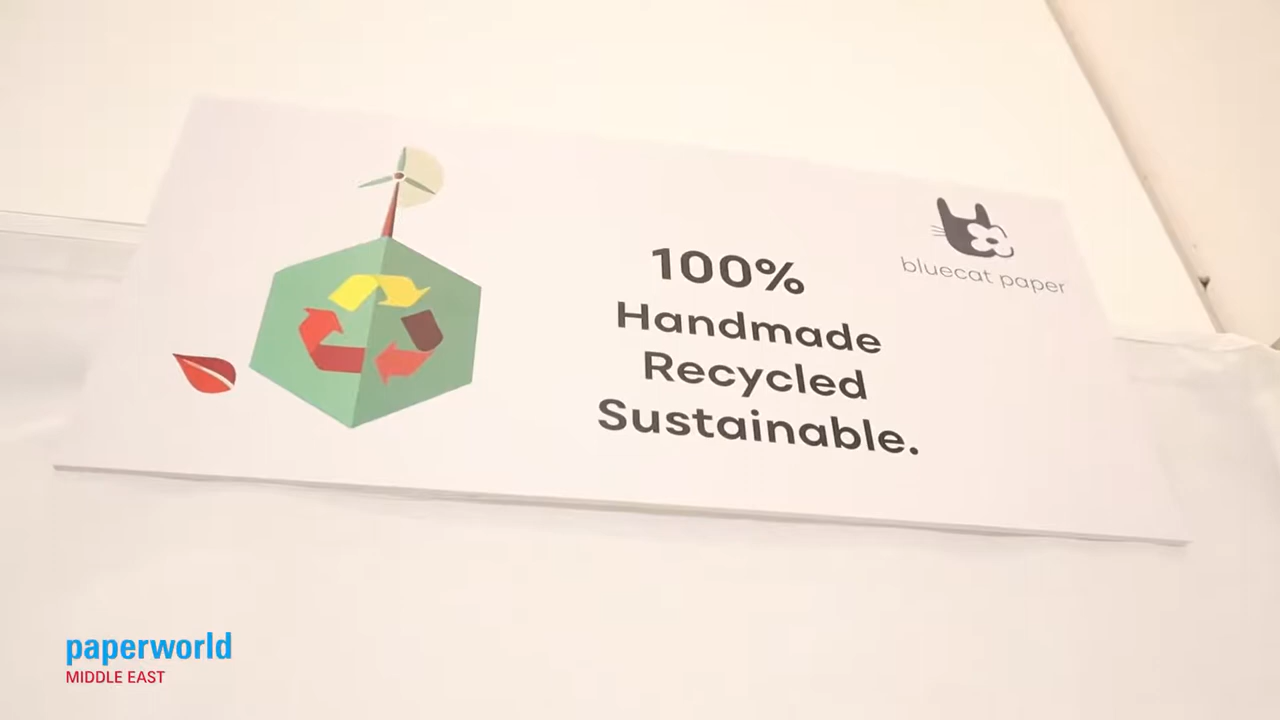 100%
Handmade
Recycled
Sustainable.
bluecat paper
paperworld
MIDDLE EAST